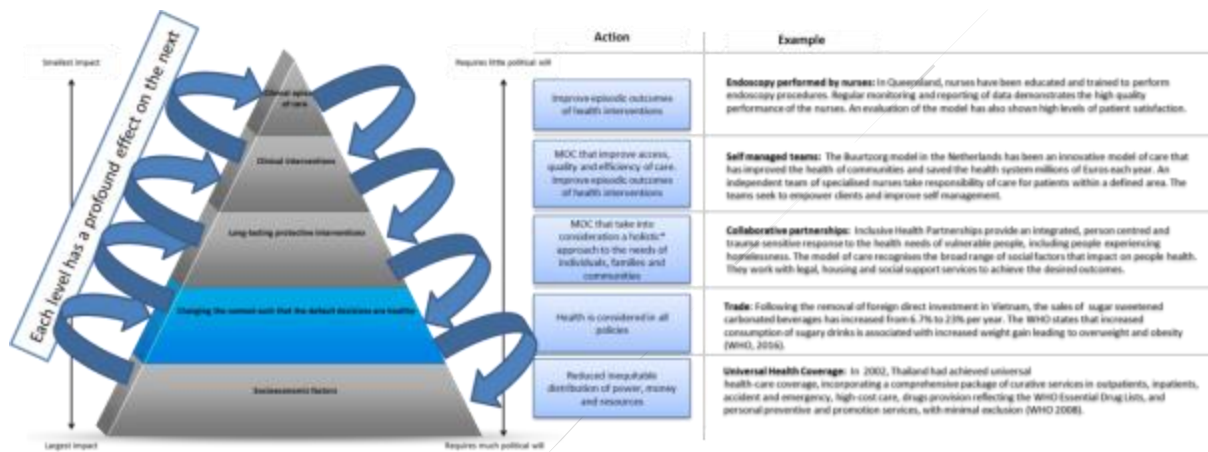 Each level has a profound effect on the next
Smallest impact
Largest impact
Clinical episodes
of care
Clinical interventions
Long-lasting protective interventions
Changing the context such that the default decisions are healthy
Socioeconomic factors
Requires little political will
Requires much political will
Action
Improve episodic outcomes
of health interventions
MOC that improve access,
quality and efficiency of care.
Improve episodic outcomes
of health interventions
MOC that take into
consideration a holistic*
approach to the needs of
individuals, families and
communities
Health is considered in all
policies
Reduced inequitable
distribution of power, money
and resources
Example
Endoscopy performed by nurses: In Queensland, nurses have been educated and trained to perform
endoscopy procedures. Regular monitoring and reporting of data demonstrates the high quality
performance of the nurses. An evaluation of the model has also shown high levels of patient satisfaction.
Self managed teams: The Buurtzorg model in the Netherlands has been an innovative model of care that
has improved the health of communities and saved the health system millions of Euros each year. An
independent team of specialised nurses take responsibility of care for patients within a defined area. The
teams seek to empower clients and improve self management.
Collaborative partnerships: Inclusive Health Partnerships provide an integrated, person centred and
trauma-sensitive response to the health needs of vulnerable people, including people experiencing
homelessness. The model of care recognises the broad range of social factors that impact on people health.
They work with legal, housing and social support services to achieve the desired outcomes.
Trade: Following the removal of foreign direct investment in Vietnam, the sales of sugar sweetened
carbonated beverages has increased from 6.7% to 23% per year. The WHO states that increased
consumption of sugary drinks is associated with increased weight gain leading to overweight and obesity
(WHO, 2016).
Universal Health Coverage: In 2002, Thailand had achieved universal
health-care coverage, incorporating a comprehensive package of curative services in outpatients, inpatients,
accident and emergency, high-cost care, drugs provision reflecting the WHO Essential Drug Lists, and
personal preventive and promotion services, with minimal exclusion (WHO 2008).